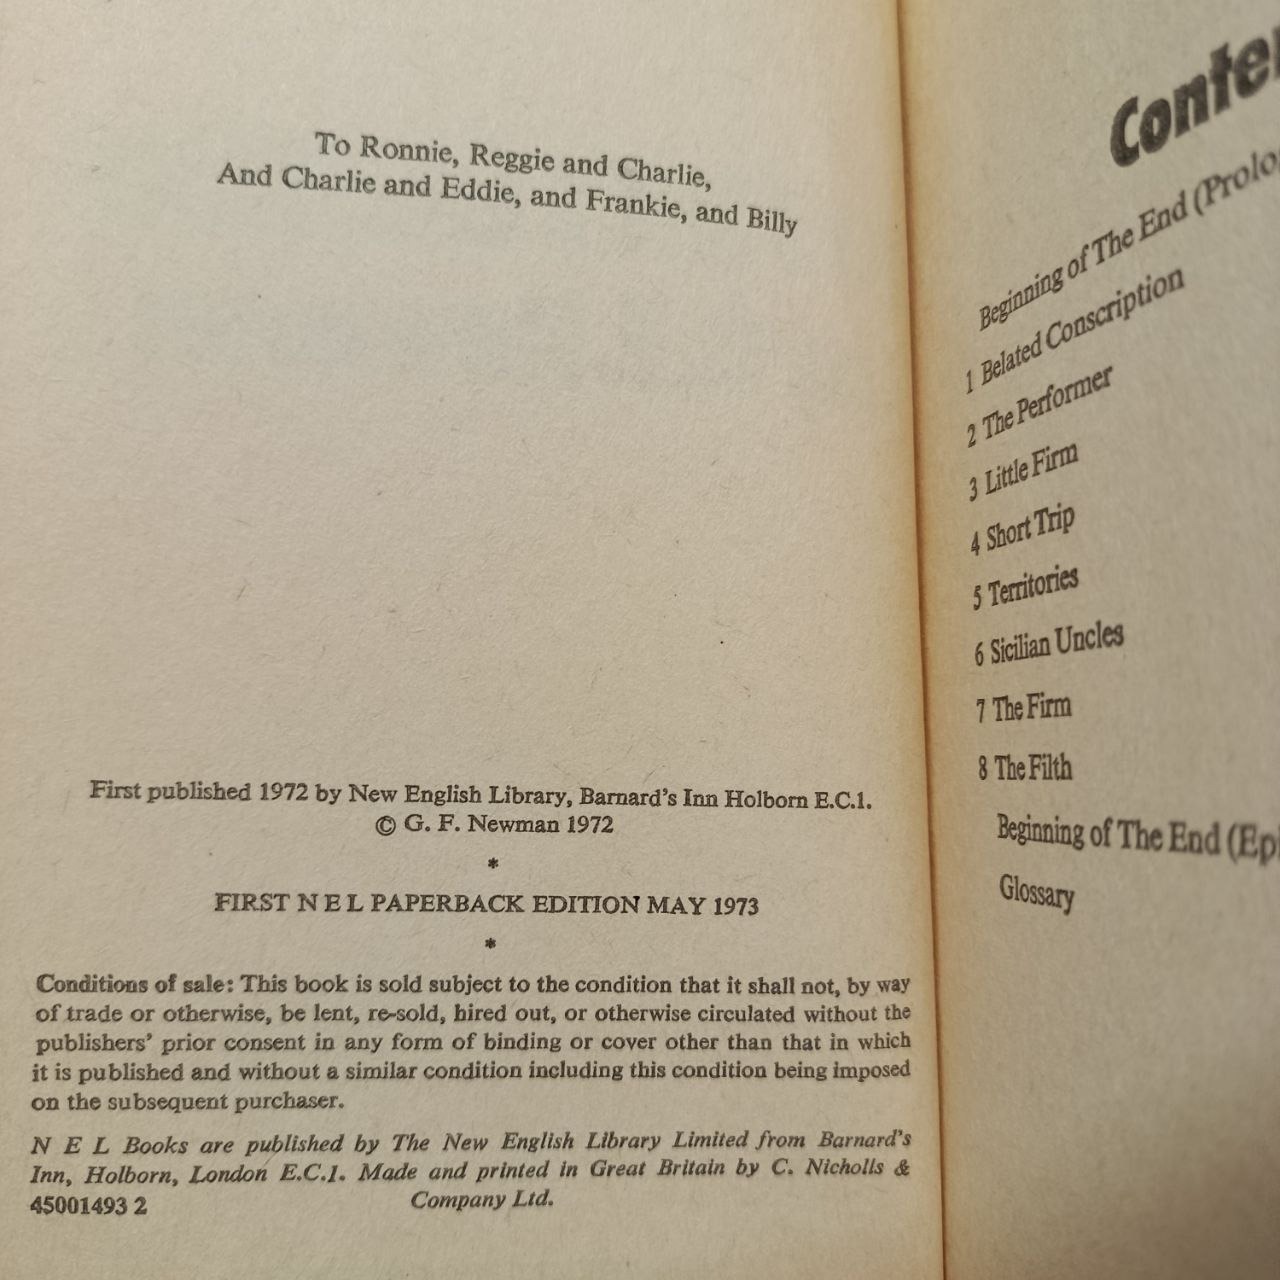 To Ronnie, Reggie and Charlie,
And Charlie and Eddie, and Frankie, and Billy
First published 1972 by New English Library, Barnard's Inn Holborn E.C.1.
© G. F. Newman 1972
*
FIRST N E L PAPERBACK EDITION MAY 1973
*
Conditions of sale: This book is sold subject to the condition that it shall not, by way
of trade or otherwise, be lent, re-sold, hired out, or otherwise circulated without the
publishers' prior consent in any form of binding or cover other than that in which
it is published and without a similar condition including this condition being imposed
on the subsequent purchaser.
N E L Books are published by The New English Library Limited from Barnard's
Inn, Holborn, London E.C.1. Made and printed in Great Britain by C. Nicholls &
45001493 2 Company Ltd.
Beginning of The End
1 Belated Conscription
2 The Performer
3 Little Firm
4 Short Trip
5 Territories
6 Sicilian Uncles
7 The Firm
8 The Filth
Beginning of The End
Glossary